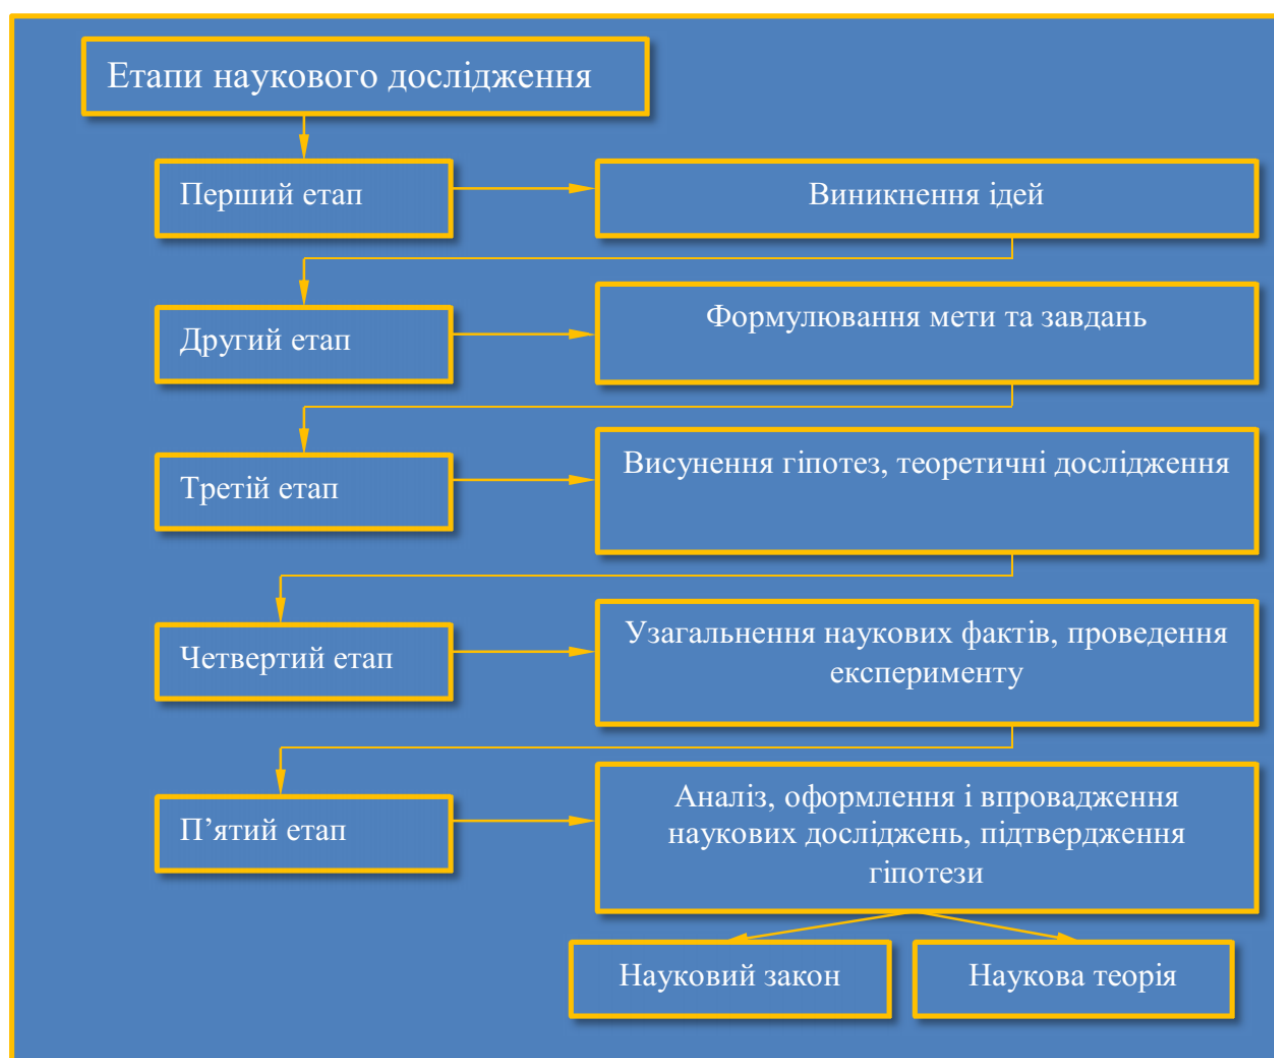 Етапи наукового дослідження
Перший етап
Виникнення ідей
Другий етап
Формулювання мети та завдань
Третій етап
Висунення гіпотез, теоретичні дослідження
Четвертий етап
Узагальнення наукових фактів, проведення
експерименту
П’ятий етап
Аналіз, оформлення і впровадження
наукових досліджень, підтвердження
гіпотези
Науковий закон
Наукова теорія